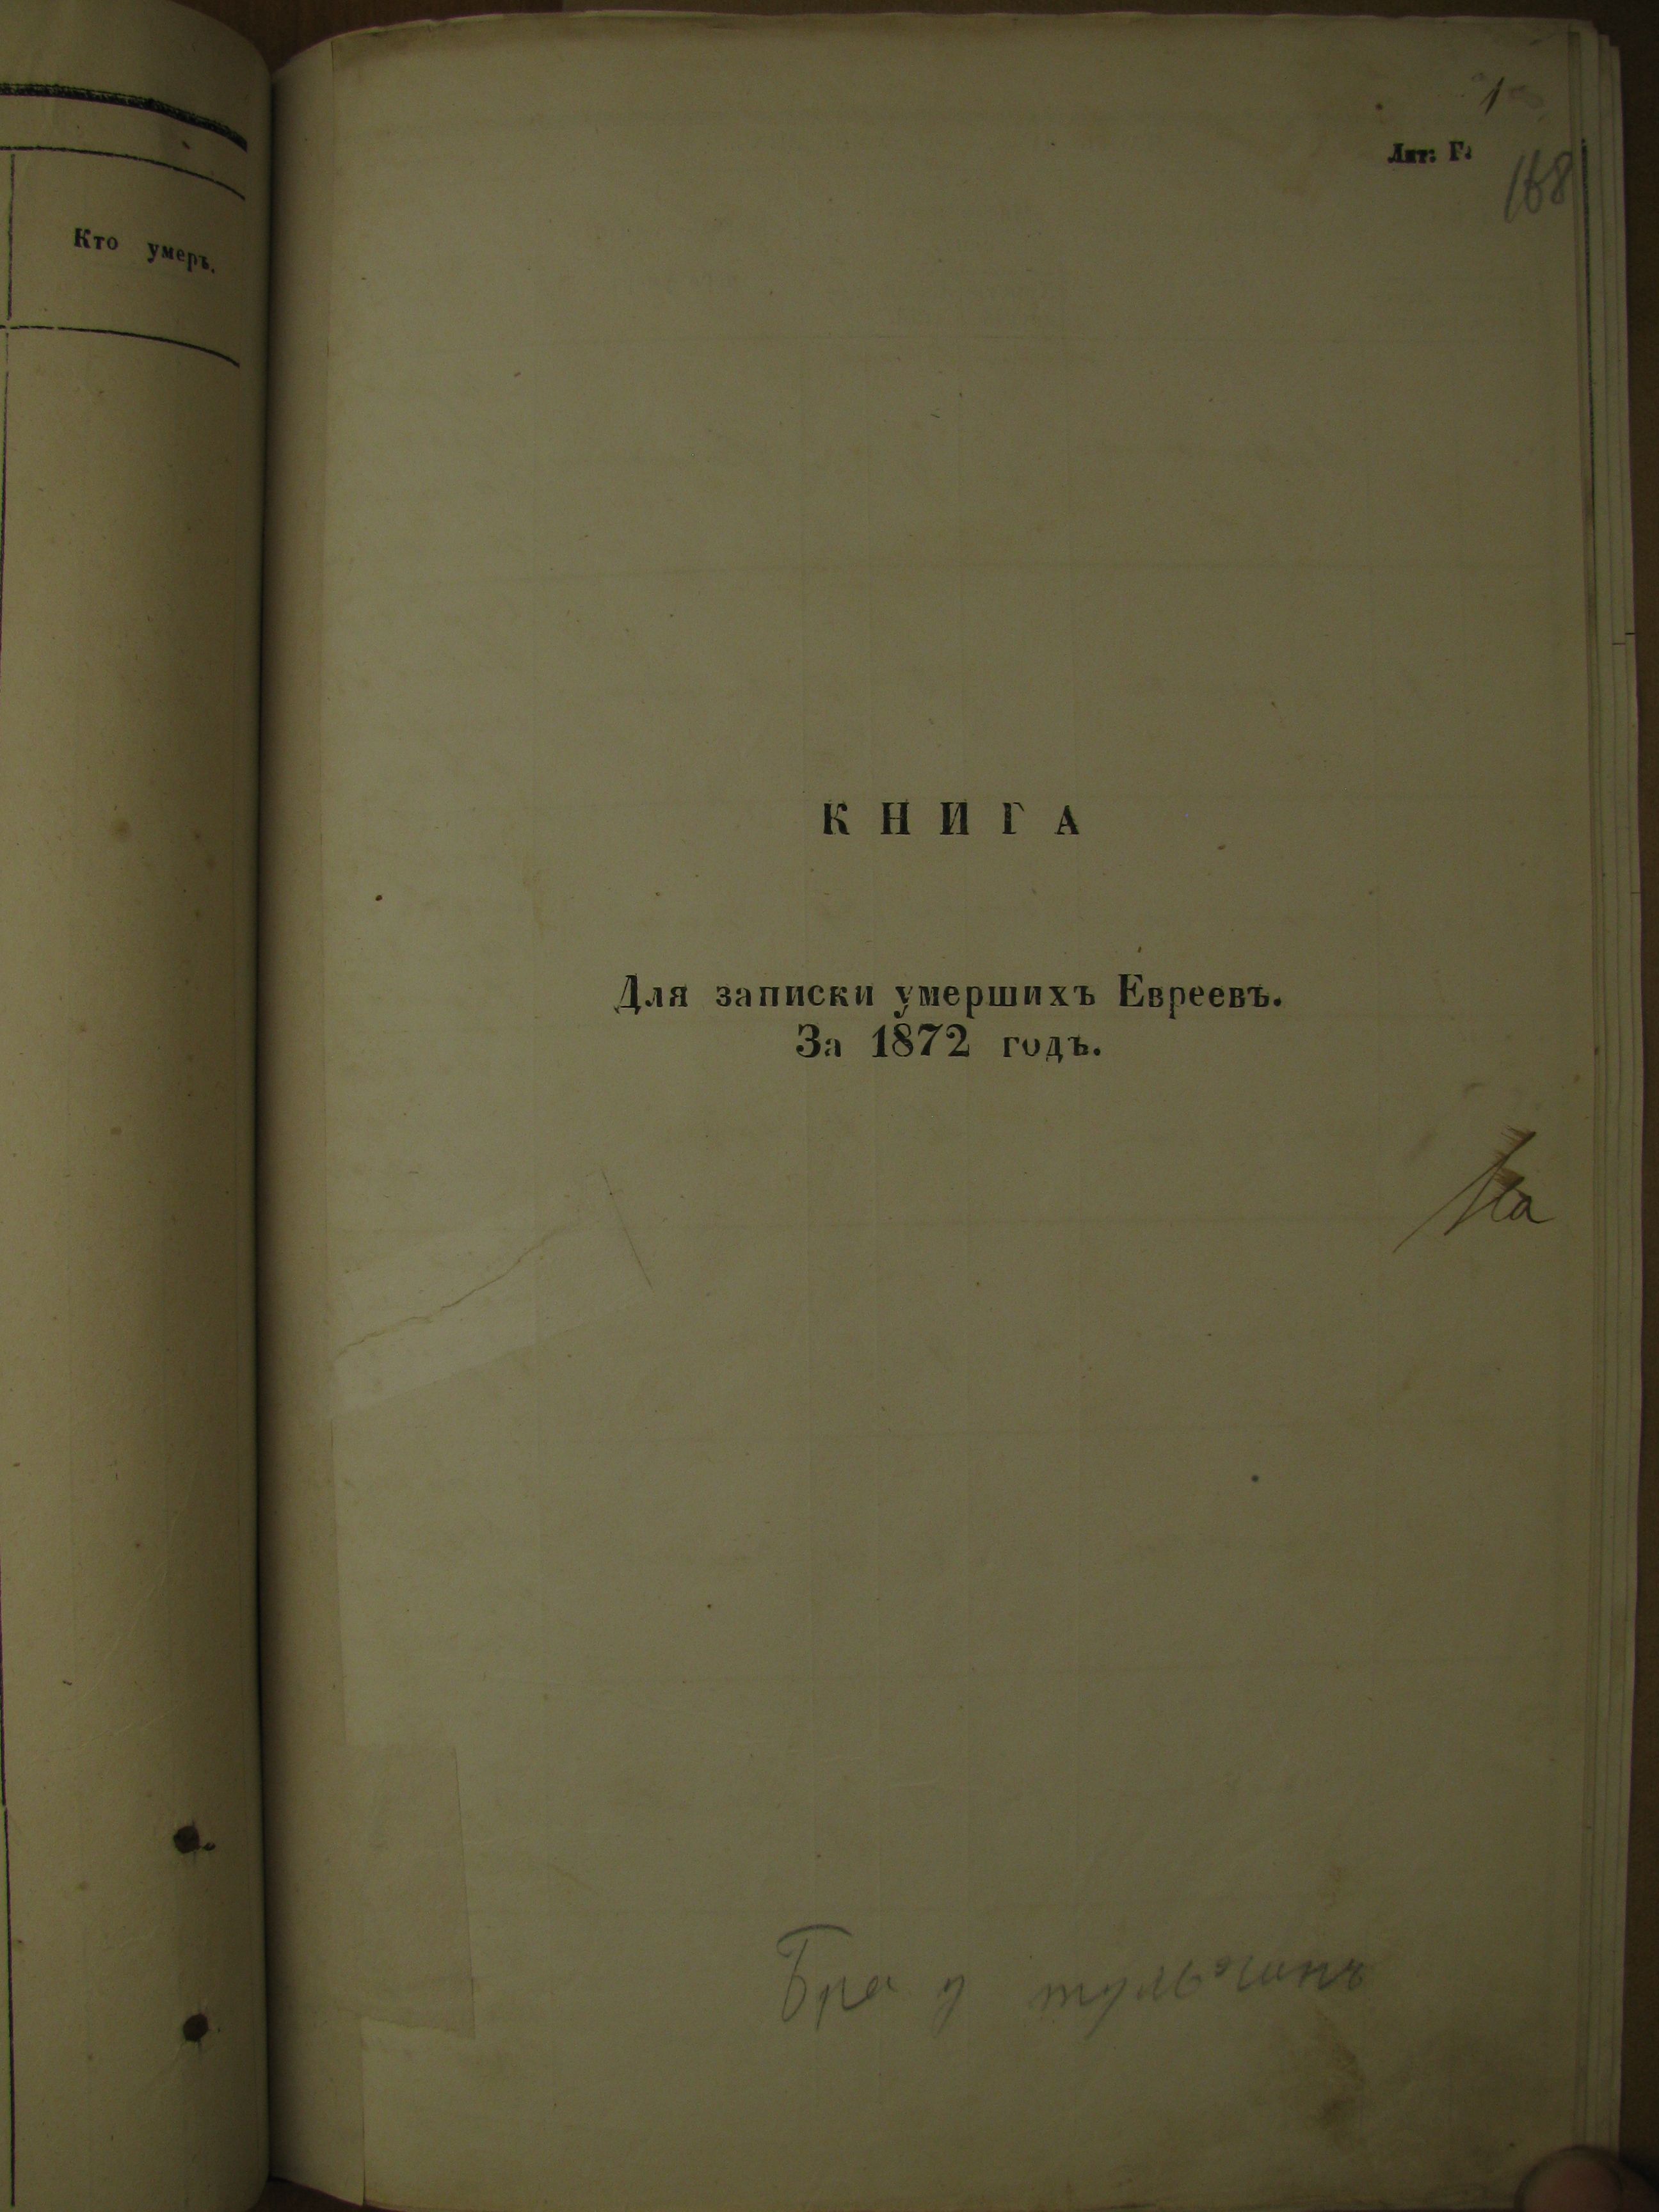 Кто умеръ.
1
Лит: Г.
168
КНИГА
Для записки умершихъ Евреевъ.
За 1872 годъ.